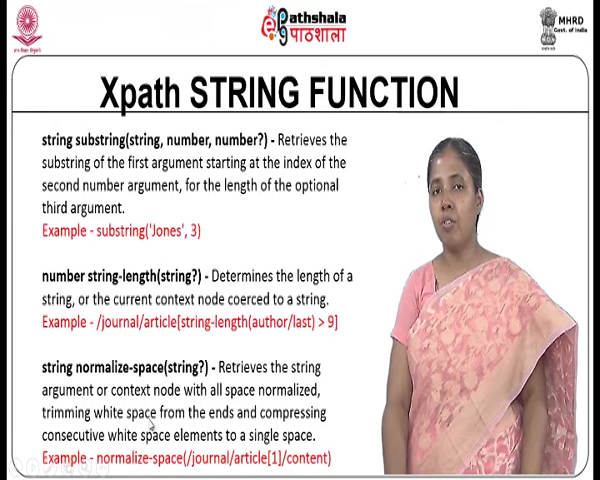 Pathshala
पाठशाला
MHRD
Govt. of India
Xpath STRING FUNCTION
string substring(string, number, number?) - Retrieves the
substring of the first argument starting at the index of the
second number argument, for the length of the optional
third argument.
Example - substring('Jones', 3)
number string-length(string?) - Determines the length of a
string, or the current context node coerced to a string.
Example - /journal/article[string-length(author/last) > 9]
string normalize-space(string?) - Retrieves the string
argument or context node with all space normalized,
trimming white space from the ends and compressing
consecutive white space elements to a single space.
Example - normalize-space(/journal/article[1]/content)